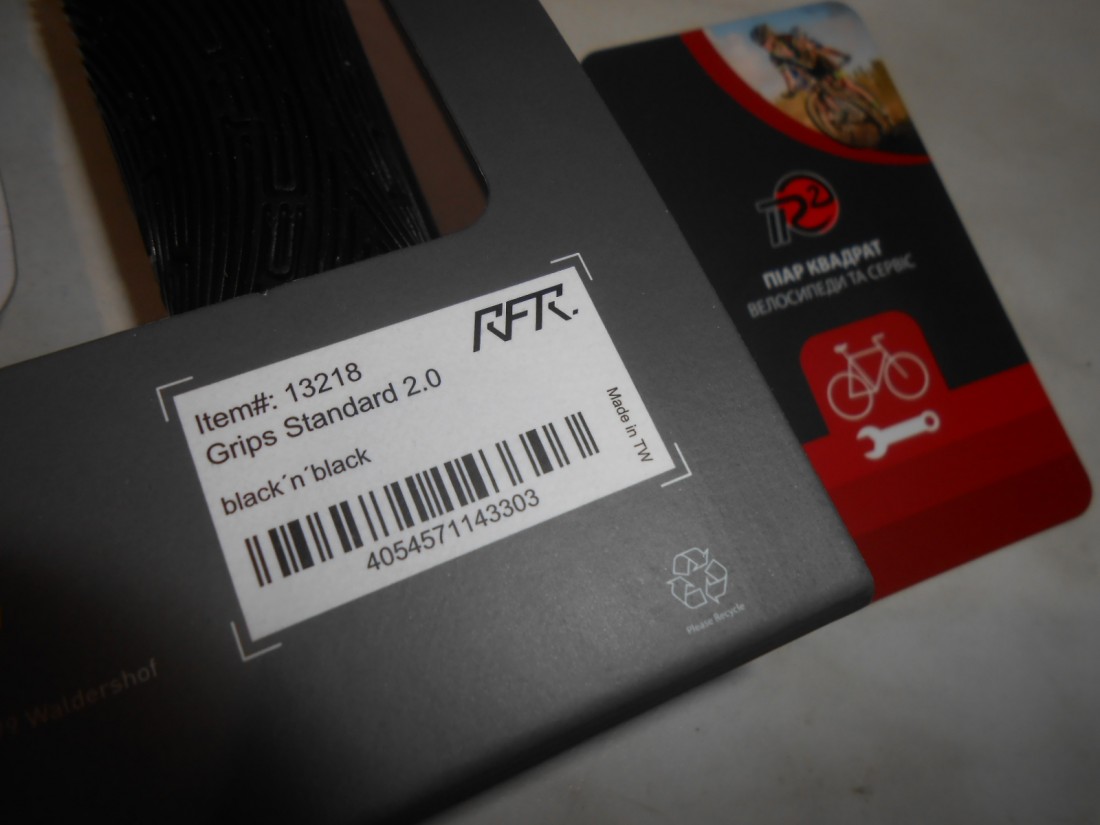 RFR.
Item#: 13218
Grips Standard 2.0
black´n´black
4054571143303
Made in TW
Please Recycle
Waldershof
ПІАР КВАДРАТ
ВЕЛОСИПЕДИ ТА СЕРВІС